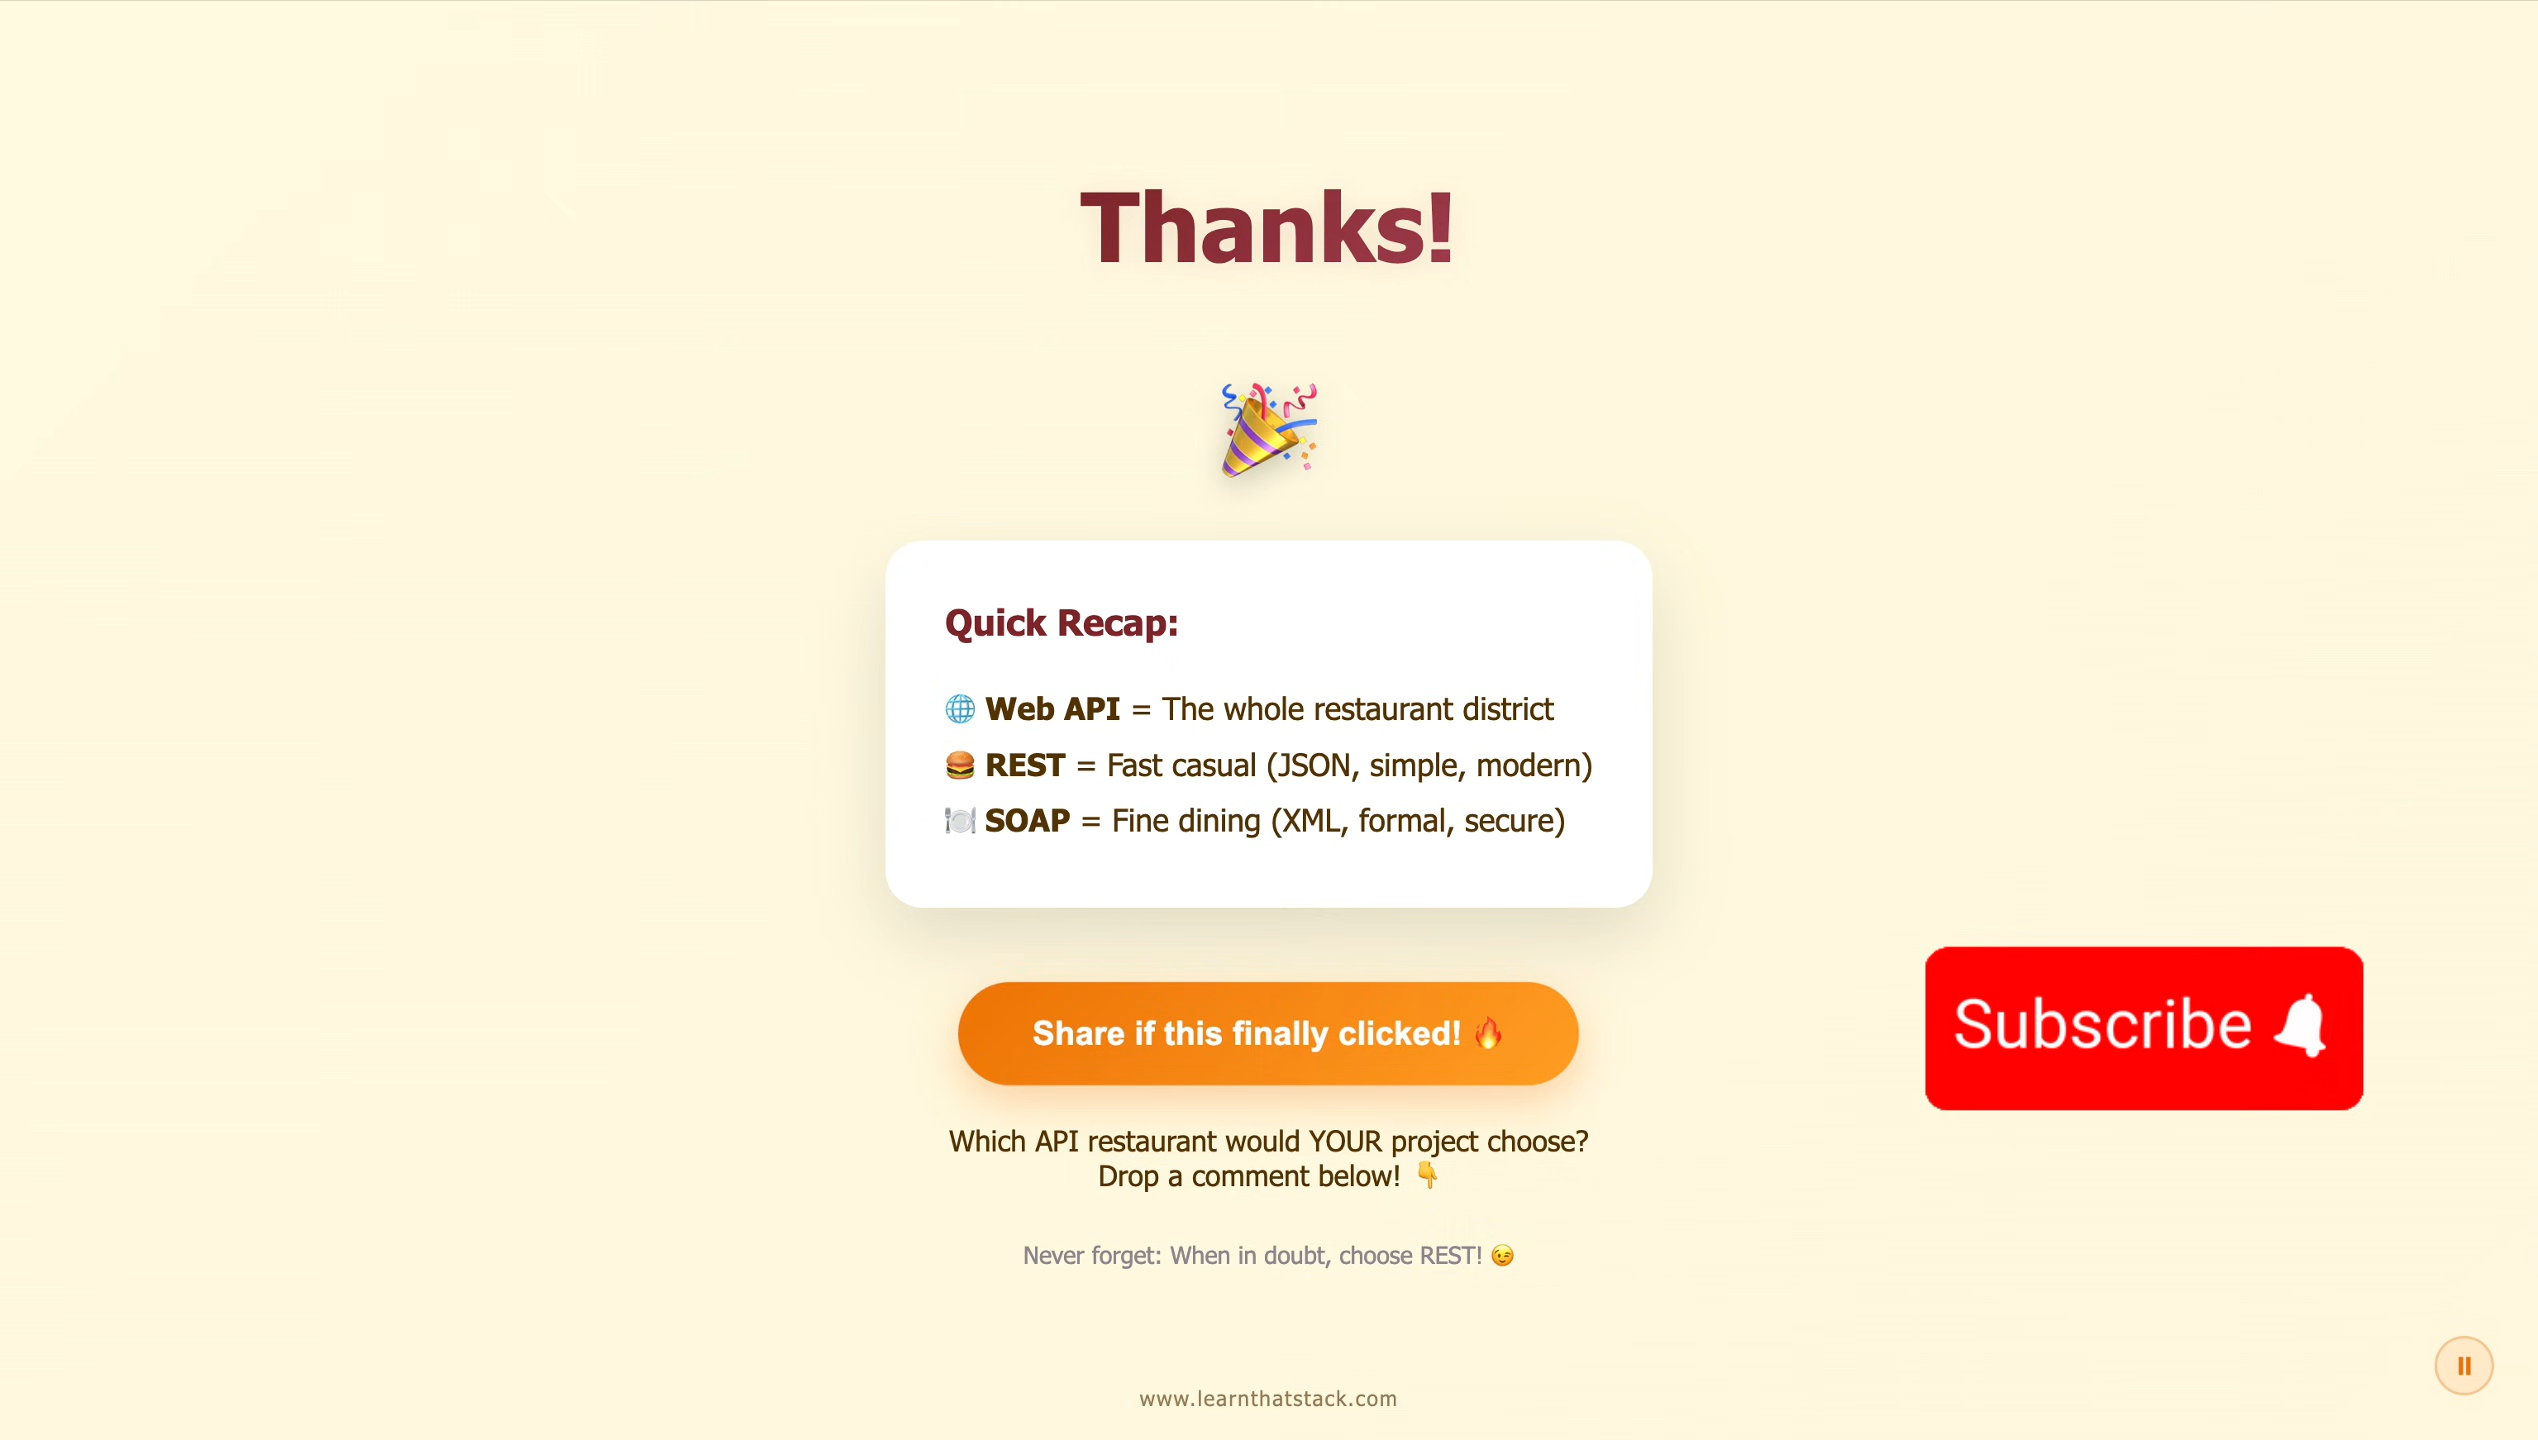 Thanks!
Quick Recap:
🌐 Web API = The whole restaurant district
🍔 REST = Fast casual (JSON, simple, modern)
🍽️ SOAP = Fine dining (XML, formal, secure)
Share if this finally clicked! 🔥
Subscribe
Which API restaurant would YOUR project choose?
Drop a comment below! 👇
Never forget: When in doubt, choose REST! 😉
www.learnthatstack.com